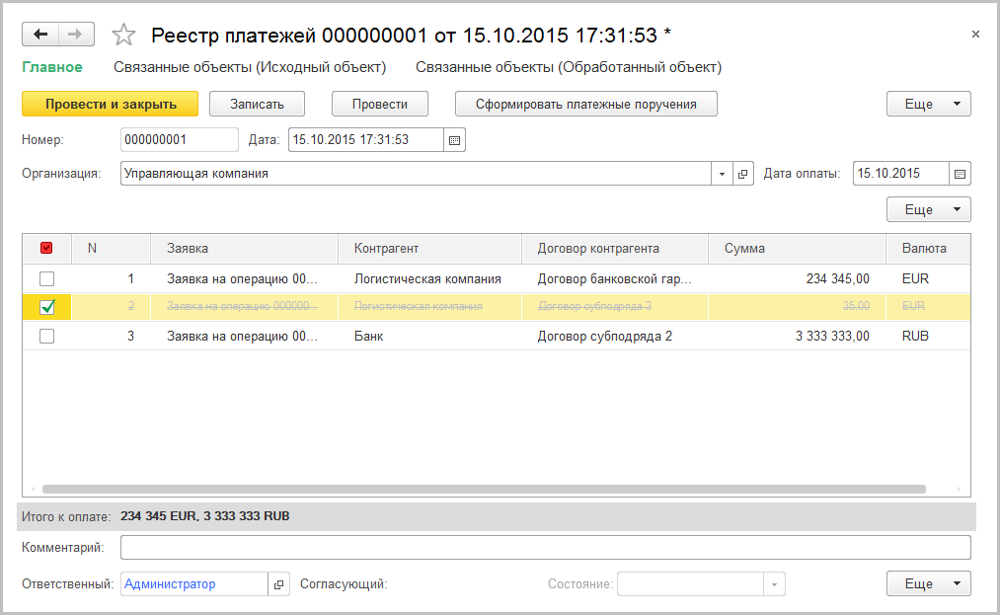 Реестр платежей 000000001 от 15.10.2015 17:31:53 *
Главное Связанные объекты (Исходный объект) Связанные объекты (Обработанный объект)
Провести и закрыть Записать Провести Сформировать платежные поручения Еще
Номер: 000000001 Дата: 15.10.2015 17:31:53
Организация: Управляющая компания Дата оплаты: 15.10.2015
Еще
N Заявка Контрагент Договор контрагента Сумма Валюта
1 Заявка на операцию 00... Логистическая компания Договор банковской гар... 234 345,00 EUR
2 Заявка на операцию 000000... Логистическая компания Договор субподряда 3 35,00 EUR
3 Заявка на операцию 00... Банк Договор субподряда 2 3 333 333,00 RUB
Итого к оплате: 234 345 EUR, 3 333 333 RUB
Комментарий:
Ответственный: Администратор Согласующий: Состояние: Еще